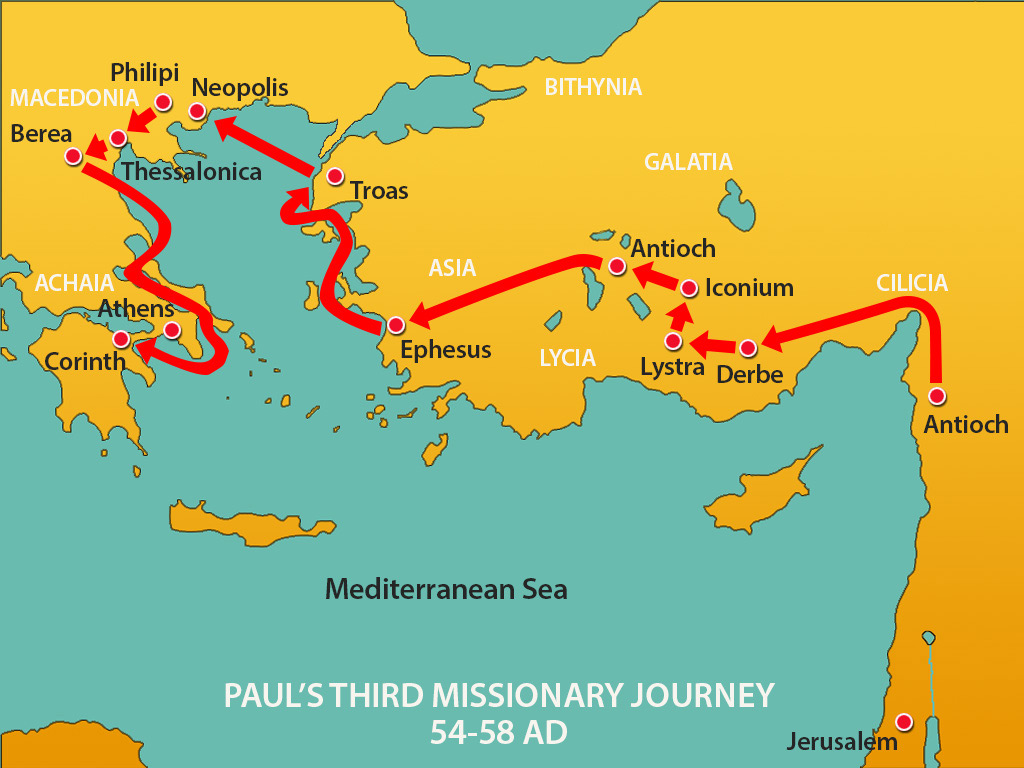 Philipi
Neopolis
MACEDONIA
BITHYNIA
Berea
Thessalonica
GALATIA
Troas
Antioch
ASIA
Iconium
ACHAIA
CILICIA
Athens
Ephesus
LYCIA
Corinth
Lystra
Derbe
Antioch
Mediterranean Sea
PAUL'S THIRD MISSIONARY JOURNEY
54-58 AD
Jerusalem